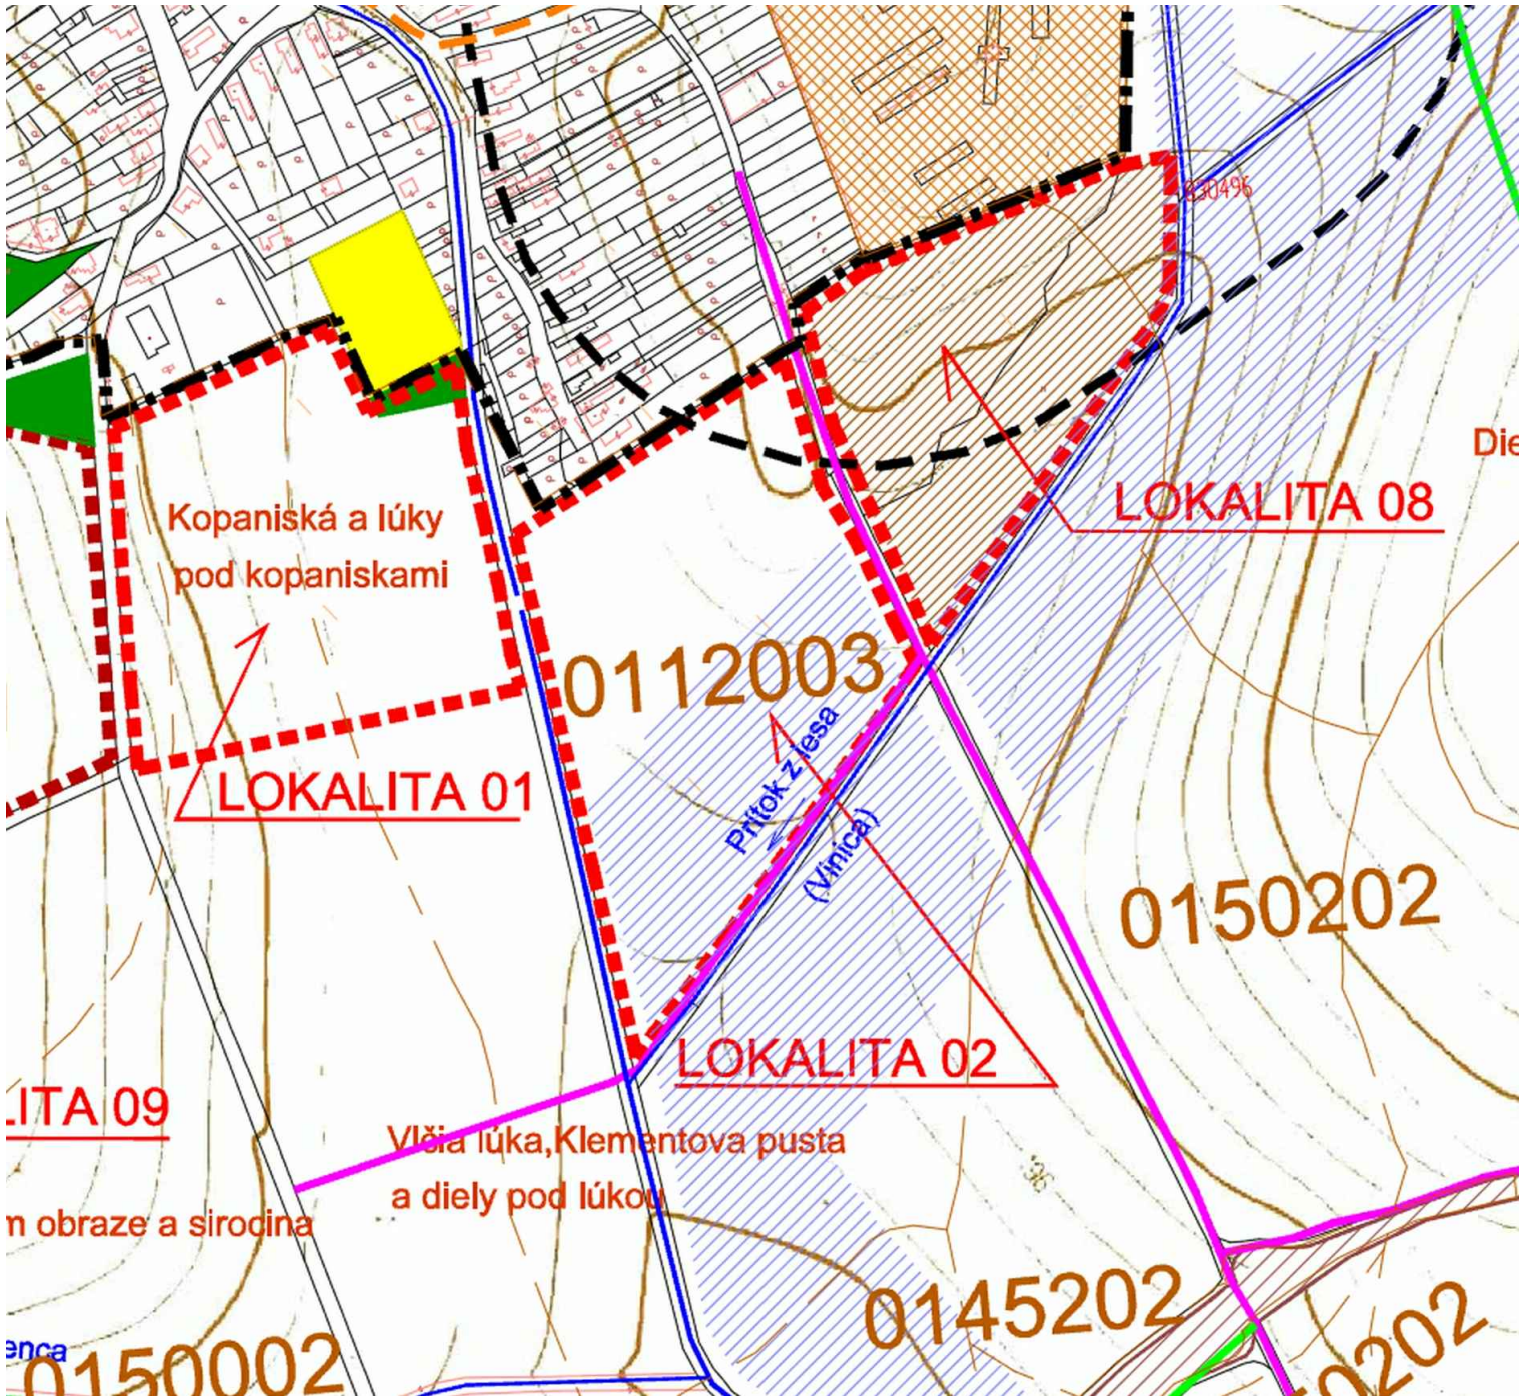 Die
LOKALITA 08
Kopaniská a lúky
pod kopaniskami
0112003
LOKALITA 01
Prítok z lesa
(Vinica)
0150202
LOKALITA 02
LITA 09
Vlčia lúka,Klementova pusta
a diely pod lúkou
m obraze a sirocina
0145202
enca
0150002
0202